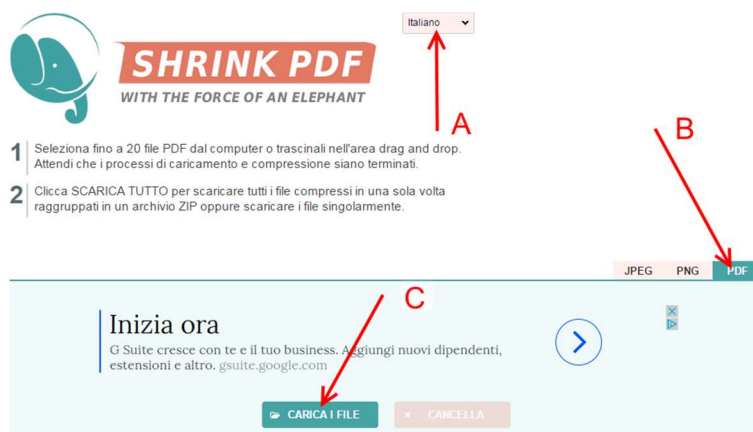 Italiano
SHRINK PDF
WITH THE FORCE OF AN ELEPHANT
A
B
1 Seleziona fino a 20 file PDF dal computer o trascinali nell'area drag and drop.
Attendi che i processi di caricamento e compressione siano terminati.
2 Clicca SCARICA TUTTO per scaricare tutti i file compressi in una sola volta
raggruppati in un archivio ZIP oppure scaricare i file singolarmente.
JPEG PNG PDF
C
Inizia ora
G Suite cresce con te e il tuo business. Aggiungi nuovi dipendenti,
estensioni e altro. gsuite.google.com
CARICA I FILE
× CANCELLA